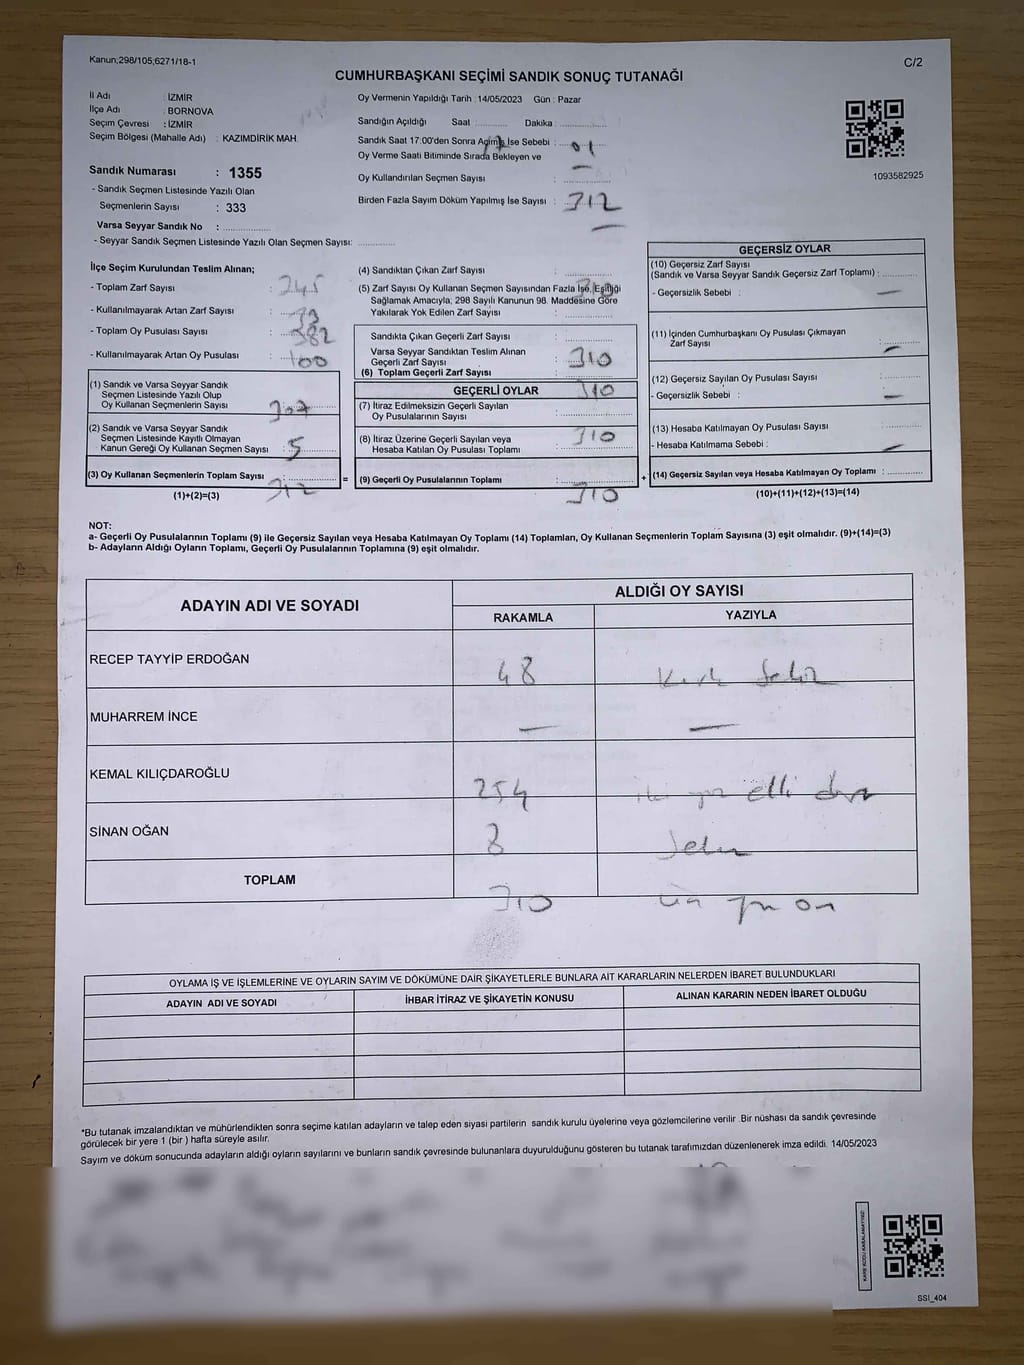 Kanun;298/105;6271/18-1
C/2
CUMHURBAŞKANI SEÇİMİ SANDIK SONUÇ TUTANAĞI
İl Adı : İZMİR
İlçe Adı : BORNOVA
Seçim Çevresi : İZMİR
Seçim Bölgesi (Mahalle Adı) : KAZIMDİRİK MAH.
Sandık Numarası : 1355
- Sandık Seçmen Listesinde Yazılı Olan
Seçmenlerin Sayısı : 333
Varsa Seyyar Sandık No :
- Seyyar Sandık Seçmen Listesinde Yazılı Olan Seçmen Sayısı:
Oy Vermenin Yapıldığı Tarih : 14/05/2023 Gün : Pazar
Sandığın Açıldığı Saat Dakika
17 01
Sandık Saat 17:00'den Sonra Açılmış İse Sebebi :
Oy Verme Saati Bitiminde Sırada Bekleyen ve
Oy Kullandırılan Seçmen Sayısı :
312
Birden Fazla Sayım Döküm Yapılmış İse Sayısı :
1093582925
İlçe Seçim Kurulundan Teslim Alınan;
- Toplam Zarf Sayısı :
- Kullanılmayarak Artan Zarf Sayısı :
- Toplam Oy Pusulası Sayısı : 382
- Kullanılmayarak Artan Oy Pusulası : 100
(1) Sandık ve Varsa Seyyar Sandık
Seçmen Listesinde Yazılı Olup
Oy Kullanan Seçmenlerin Sayısı : 307
(2) Sandık ve Varsa Seyyar Sandık
Seçmen Listesinde Kayıtlı Olmayan
Kanun Gereği Oy Kullanan Seçmen Sayısı : 5
(3) Oy Kullanan Seçmenlerin Toplam Sayısı : 312
(1)+(2)=(3)
=
(4) Sandıktan Çıkan Zarf Sayısı :
310
(5) Zarf Sayısı Oy Kullanan Seçmen Sayısından Fazla İse, Eşitliği
Sağlamak Amacıyla; 298 Sayılı Kanunun 98. Maddesine Göre
Yakılarak Yok Edilen Zarf Sayısı :
Sandıkta Çıkan Geçerli Zarf Sayısı :
Varsa Seyyar Sandıktan Teslim Alınan
Geçerli Zarf Sayısı : 310
(6) Toplam Geçerli Zarf Sayısı :
GEÇERLİ OYLAR
310
(7) İtiraz Edilmeksizin Geçerli Sayılan
Oy Pusulalarının Sayısı :
(8) İtiraz Üzerine Geçerli Sayılan veya
Hesaba Katılan Oy Pusulası Toplamı : 310
(9) Geçerli Oy Pusulalarının Toplamı : 310
+
GEÇERSİZ OYLAR
(10) Geçersiz Zarf Sayısı
(Sandık ve Varsa Seyyar Sandık Geçersiz Zarf Toplamı) :
- Geçersizlik Sebebi : —
(11) İçinden Cumhurbaşkanı Oy Pusulası Çıkmayan
Zarf Sayısı : —
(12) Geçersiz Sayılan Oy Pusulası Sayısı :
- Geçersizlik Sebebi : —
(13) Hesaba Katılmayan Oy Pusulası Sayısı :
- Hesaba Katılmama Sebebi : —
(14) Geçersiz Sayılan veya Hesaba Katılmayan Oy Toplamı :
(10)+(11)+(12)+(13)=(14)
NOT:
a- Geçerli Oy Pusulalarının Toplamı (9) ile Geçersiz Sayılan veya Hesaba Katılmayan Oy Toplamı (14) Toplamları, Oy Kullanan Seçmenlerin Toplam Sayısına (3) eşit olmalıdır. (9)+(14)=(3)
b- Adayların Aldığı Oyların Toplamı, Geçerli Oy Pusulalarının Toplamına (9) eşit olmalıdır.
ADAYIN ADI VE SOYADI
ALDIĞI OY SAYISI
RAKAMLA YAZIYLA
RECEP TAYYİP ERDOĞAN 48 Kırk Sekiz
MUHARREM İNCE — —
KEMAL KILIÇDAROĞLU 254 iki yüz elli dört
SİNAN OĞAN 8 Sekiz
TOPLAM 310 üç yüz on
OYLAMA İŞ VE İŞLEMLERİNE VE OYLARIN SAYIM VE DÖKÜMÜNE DAİR ŞİKAYETLERLE BUNLARA AİT KARARLARIN NELERDEN İBARET BULUNDUKLARI
ADAYIN ADI VE SOYADI İHBAR İTİRAZ VE ŞİKAYETİN KONUSU ALINAN KARARIN NEDEN İBARET OLDUĞU
*Bu tutanak imzalandıktan ve mühürlendikten sonra seçime katılan adayların ve talep eden siyasi partilerin sandık kurulu üyelerine veya gözlemcilerine verilir. Bir nüshası da sandık çevresinde
görülecek bir yere 1 (bir ) hafta süreyle asılır.
Sayım ve döküm sonucunda adayların aldığı oyların sayılarını ve bunların sandık çevresinde bulunanlara duyurulduğunu gösteren bu tutanak tarafımızdan düzenlenerek imza edildi. 14/05/2023
SSI_404